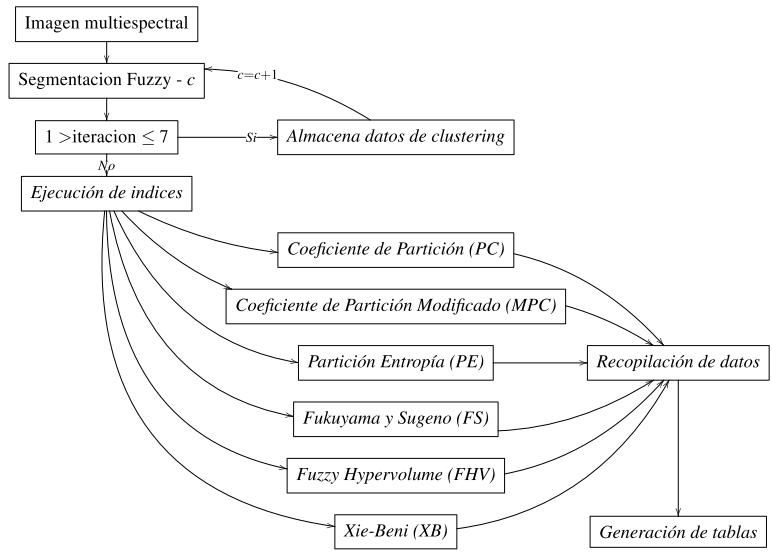 Imagen multiespectral
Segmentacion Fuzzy - c
c=c+1
1 >iteracion ≤ 7
Si
Almacena datos de clustering
No
Ejecución de indices
Coeficiente de Partición (PC)
Coeficiente de Partición Modificado (MPC)
Partición Entropía (PE)
Recopilación de datos
Fukuyama y Sugeno (FS)
Fuzzy Hypervolume (FHV)
Xie-Beni (XB)
Generación de tablas